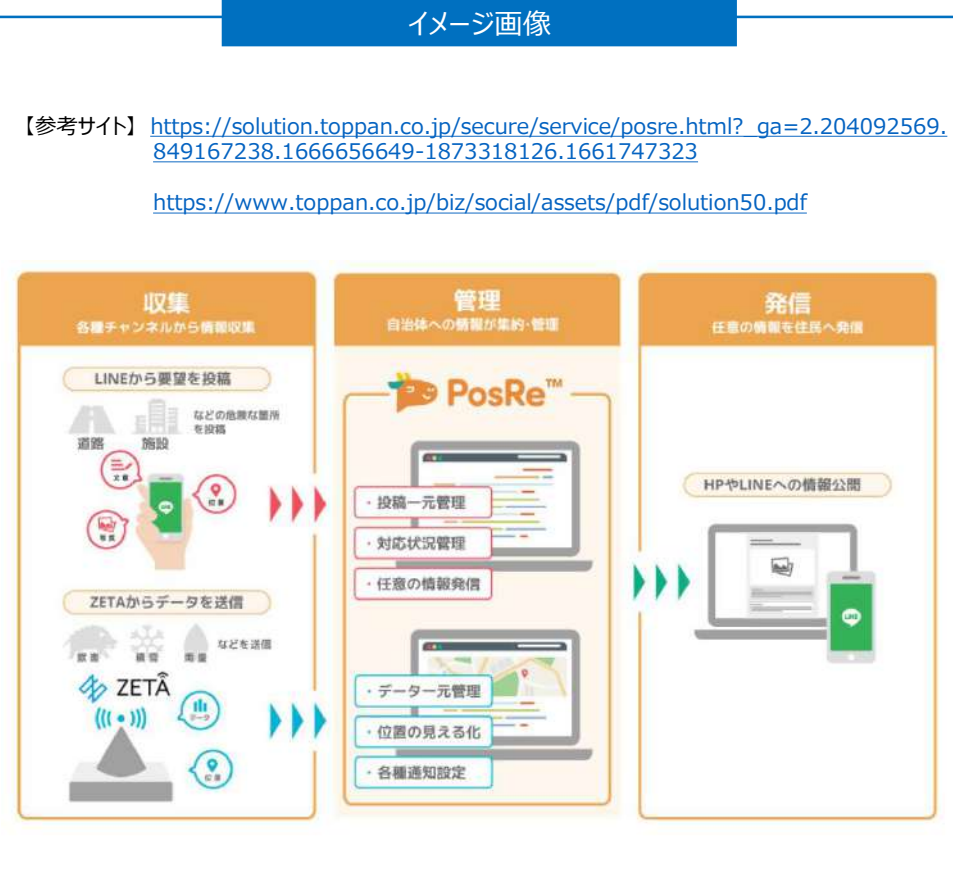 イメージ画像
【参考サイト】 https://solution.toppan.co.jp/secure/service/posre.html?_ga=2.204092569.
849167238.1666656649-1873318126.1661747323
https://www.toppan.co.jp/biz/social/assets/pdf/solution50.pdf
収集
各種チャンネルから情報収集
LINEから要望を投稿
などの危険な箇所
を投稿
道路
施設
文章
位置
写真
LINE
ZETAからデータを送信
などを送信
獣害
積雪
雨量
ZETA
データ
位置
管理
自治体への情報が集約・管理
PosRe™
・投稿一元管理
・対応状況管理
・任意の情報発信
・データ一元管理
・位置の見える化
・各種通知設定
発信
任意の情報を住民へ発信
HPやLINEへの情報公開
LINE